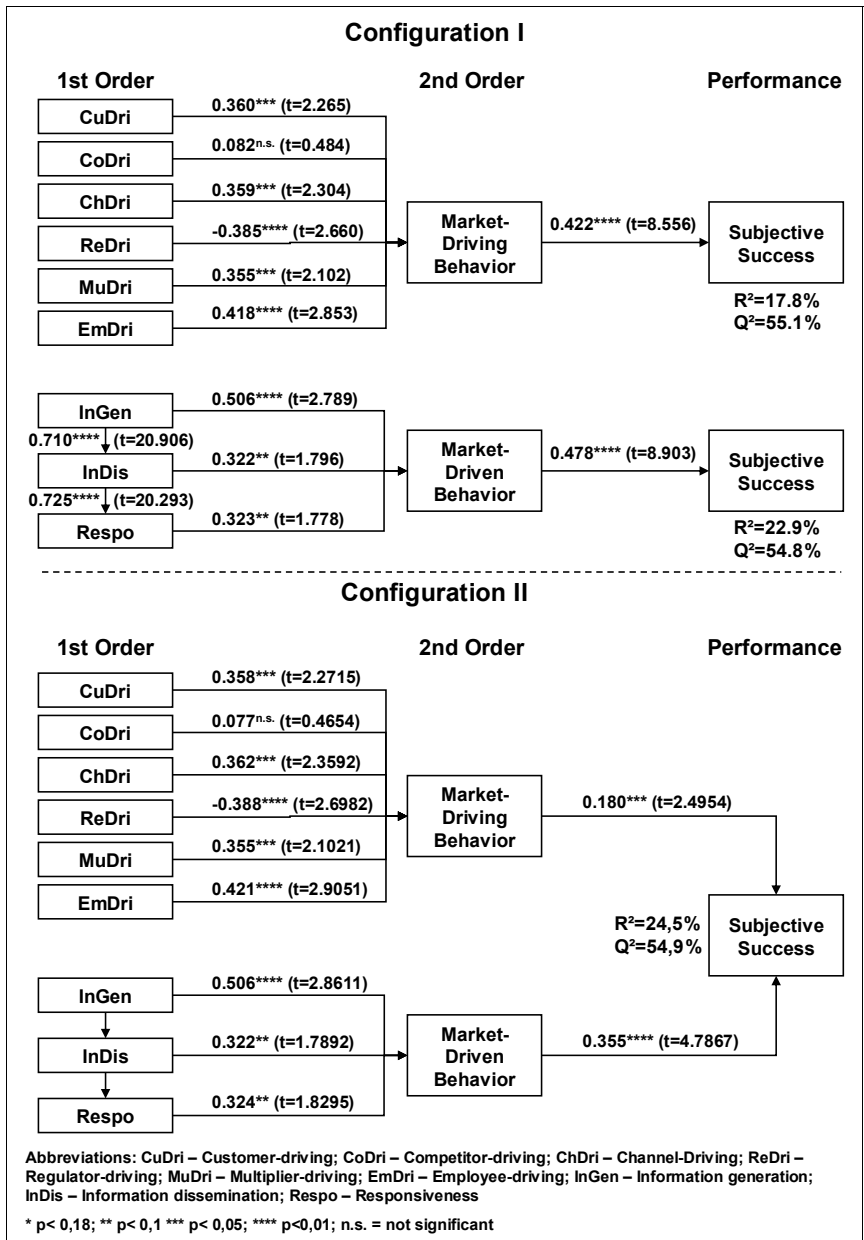 Configuration I
1st Order 2nd Order Performance
CuDri 0.360*** (t=2.265)
CoDri 0.082n.s. (t=0.484)
ChDri 0.359*** (t=2.304)
ReDri -0.385**** (t=2.660)
Market-
Driving
Behavior
0.422**** (t=8.556)
Subjective
Success
MuDri 0.355*** (t=2.102)
EmDri 0.418**** (t=2.853)
R²=17.8%
Q²=55.1%
InGen 0.506**** (t=2.789)
0.710**** (t=20.906)
InDis 0.322** (t=1.796)
Market-
Driven
Behavior
0.478**** (t=8.903)
Subjective
Success
0.725**** (t=20.293)
Respo 0.323** (t=1.778)
R²=22.9%
Q²=54.8%
Configuration II
1st Order 2nd Order Performance
CuDri 0.358*** (t=2.2715)
CoDri 0.077n.s. (t=0.4654)
ChDri 0.362*** (t=2.3592)
ReDri -0.388**** (t=2.6982)
Market-
Driving
Behavior
0.180*** (t=2.4954)
MuDri 0.355*** (t=2.1021)
EmDri 0.421**** (t=2.9051)
R²=24,5%
Q²=54,9%
Subjective
Success
InGen 0.506**** (t=2.8611)
InDis 0.322** (t=1.7892)
Market-
Driven
Behavior
0.355**** (t=4.7867)
Respo 0.324** (t=1.8295)
Abbreviations: CuDri – Customer-driving; CoDri – Competitor-driving; ChDri – Channel-Driving; ReDri –
Regulator-driving; MuDri – Multiplier-driving; EmDri – Employee-driving; InGen – Information generation;
InDis – Information dissemination; Respo – Responsiveness
* p< 0,18; ** p< 0,1 *** p< 0,05; **** p<0,01; n.s. = not significant